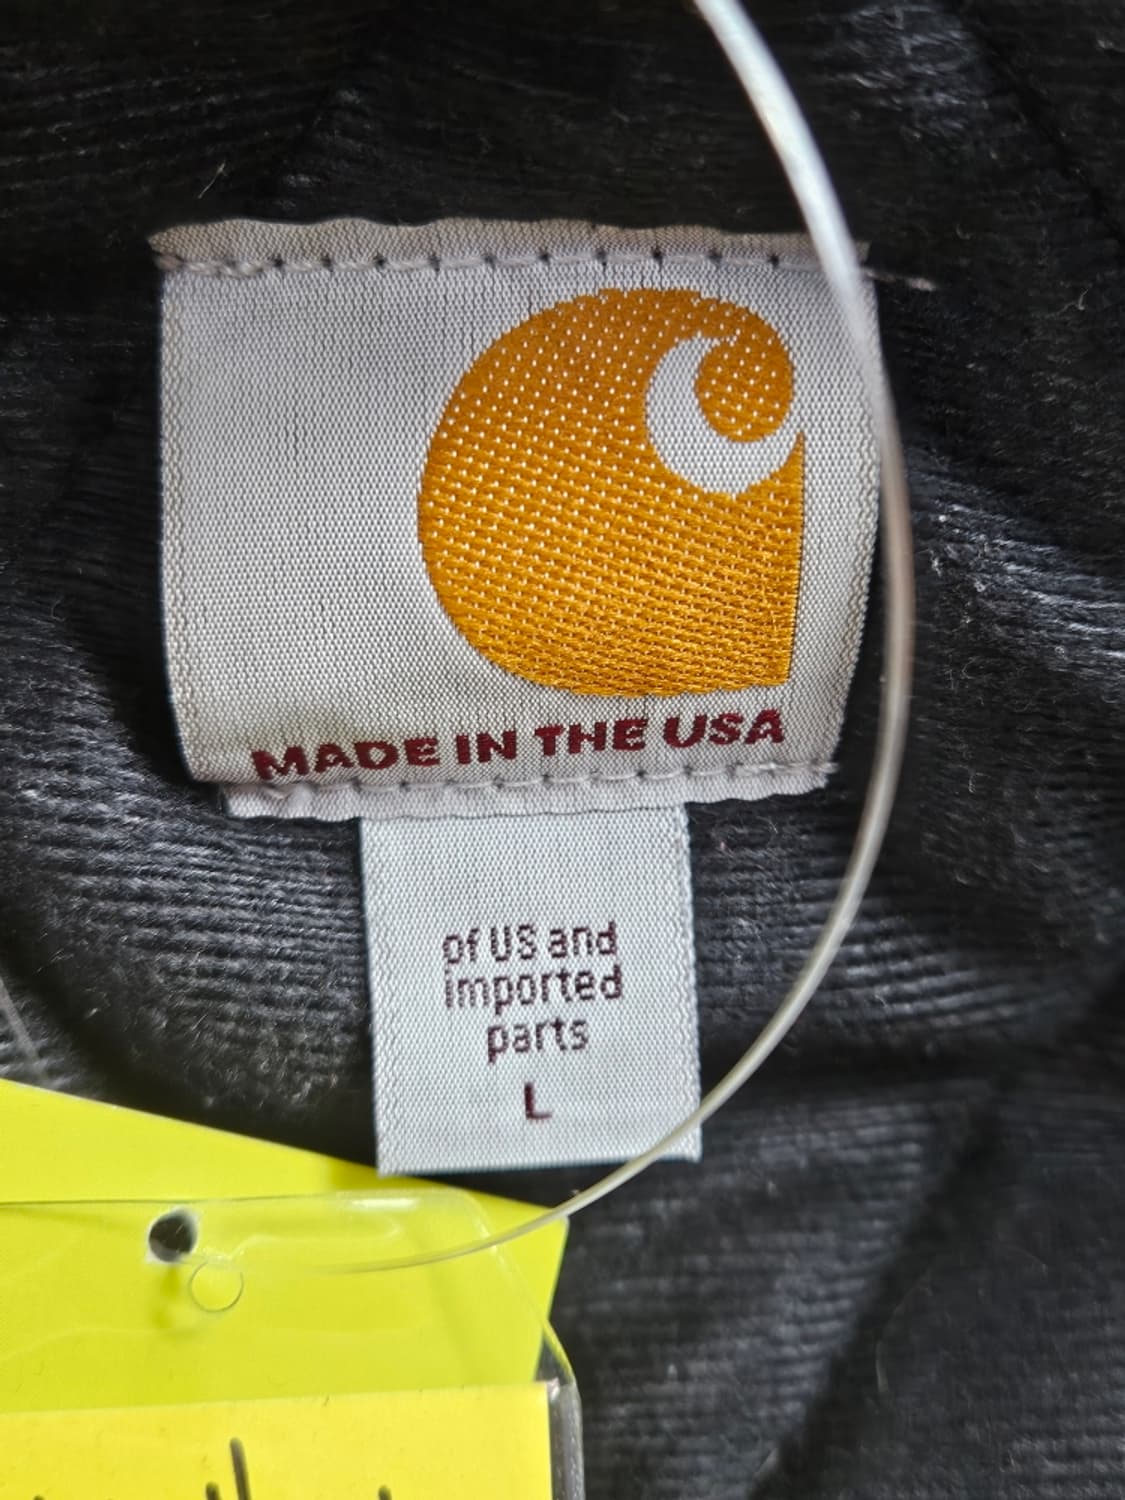 MADE IN THE USA
of US and
imported
parts
L